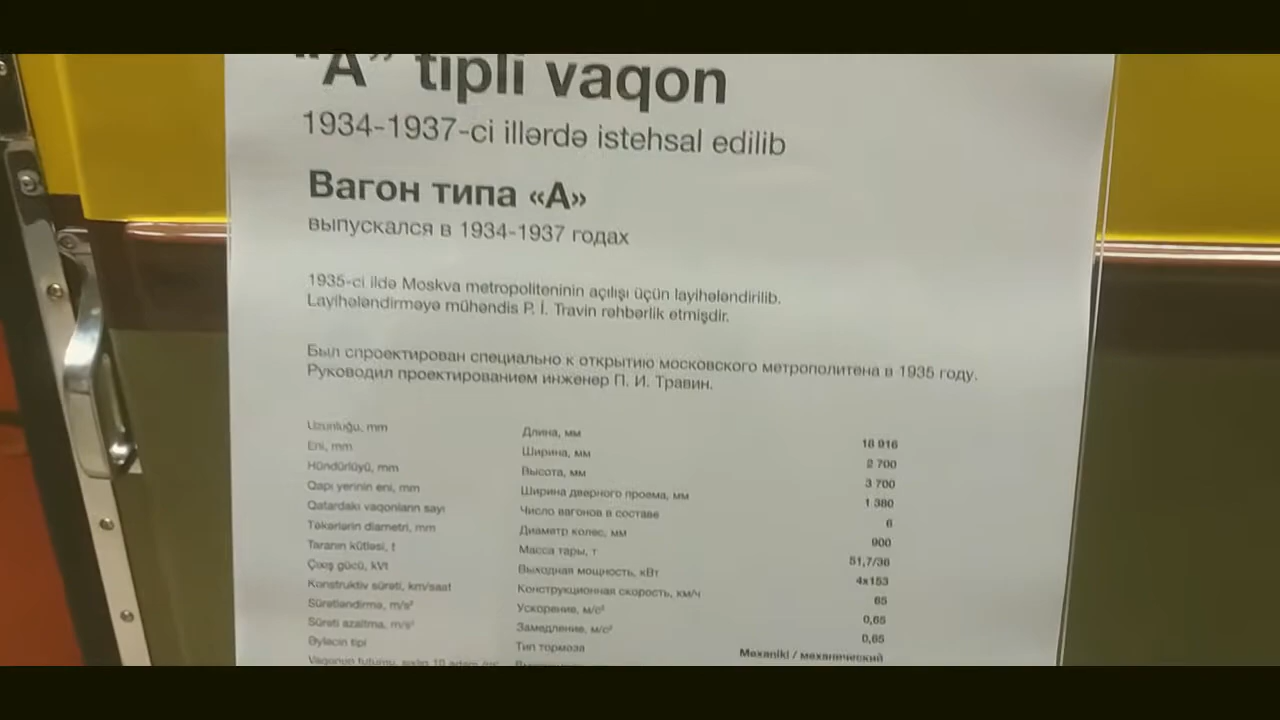 "A" tipli vaqon
1934-1937-ci illərdə istehsal edilib
Вагон типа «А»
выпускался в 1934-1937 годах
1935-ci ildə Moskva metropoliteninin açılışı üçün layihələndirilib.
Layihələndirməyə mühəndis P. İ. Travin rəhbərlik etmişdir.
Был спроектирован специально к открытию московского метрополитена в 1935 году.
Руководил проектированием инженер П. И. Травин.
Uzunluğu, mm Длина, мм 18 916
Eni, mm Ширина, мм 2 700
Hündürlüyü, mm Высота, мм 3 700
Qapı yerinin eni, mm Ширина дверного проема, мм 1 380
Qatardakı vaqonların sayı Число вагонов в составе 6
Təkərlərin diametri, mm Диаметр колес, мм 900
Taranın kütləsi, t Масса тары, т 51,7/36
Çıxış gücü, kVt Выходная мощность, кВт 4x153
Konstruktiv sürəti, km/saat Конструкционная скорость, км/ч 65
Sürətləndirmə, m/s² Ускорение, м/с² 0,65
Sürəti azaltma, m/s² Замедление, м/с² 0,65
Əyləcin tipi Тип тормоза Mexaniki / механический
Vaqonun tutumu, 10 adam